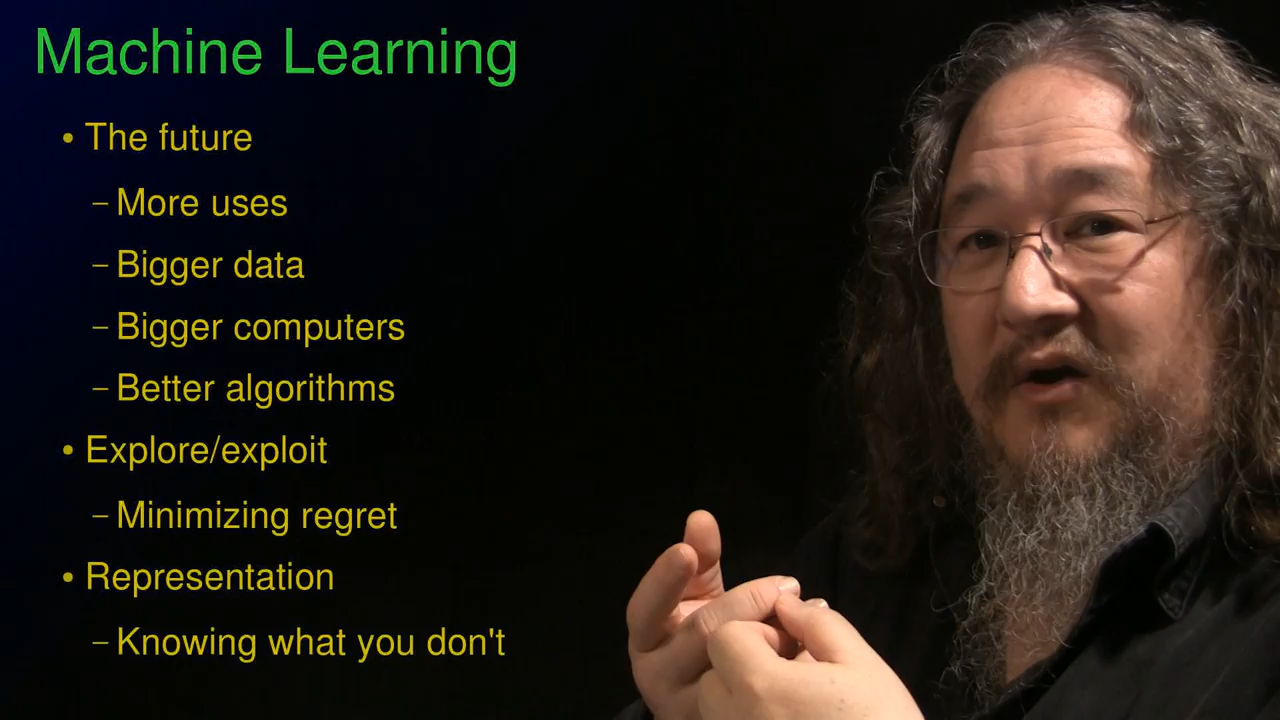 Machine Learning
• The future
– More uses
– Bigger data
– Bigger computers
– Better algorithms
• Explore/exploit
– Minimizing regret
• Representation
– Knowing what you don't